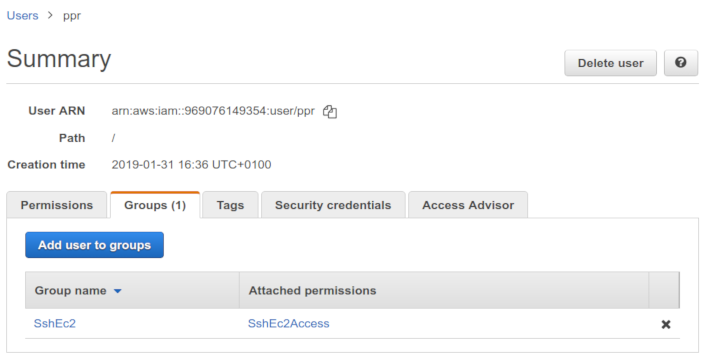 Users > ppr
Summary
Delete user
User ARN arn:aws:iam::969076149354:user/ppr
Path /
Creation time 2019-01-31 16:36 UTC+0100
Permissions Groups (1) Tags Security credentials Access Advisor
Add user to groups
Group name Attached permissions
SshEc2 SshEc2Access